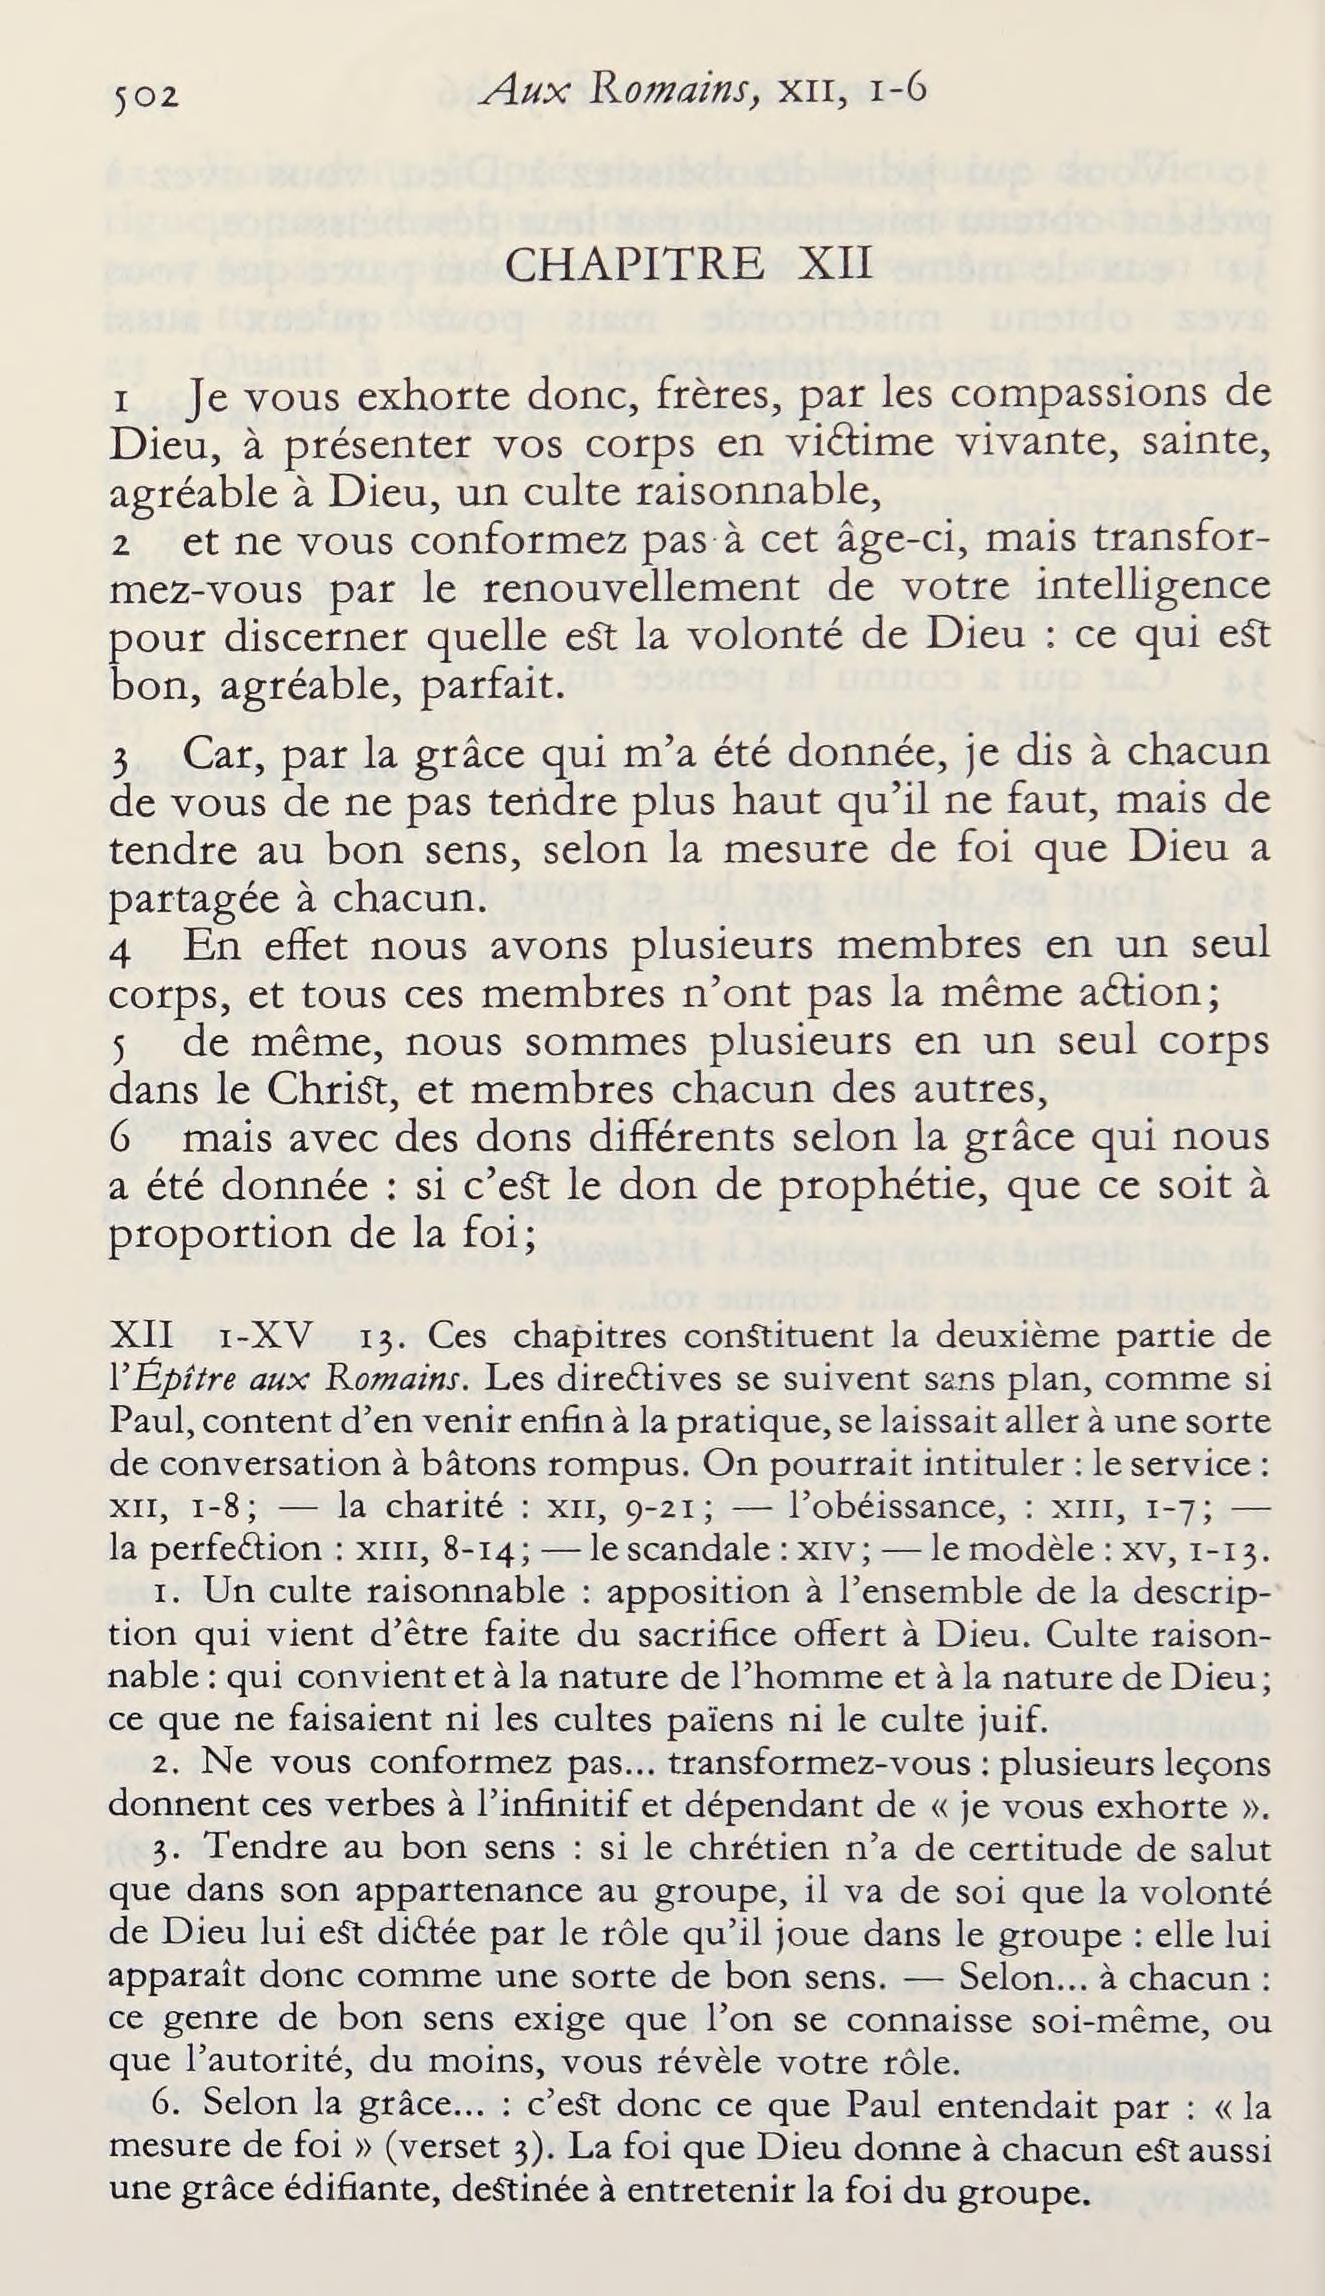 502
Aux Romains, XII, 1-6
CHAPITRE XII
1 Je vous exhorte donc, frères, par les compassions de
Dieu, à présenter vos corps en victime vivante, sainte,
agréable à Dieu, un culte raisonnable,
2 et ne vous conformez pas à cet âge-ci, mais transfor-
mez-vous par le renouvellement de votre intelligence
pour discerner quelle est la volonté de Dieu : ce qui est
bon, agréable, parfait.
3 Car, par la grâce qui m'a été donnée, je dis à chacun
de vous de ne pas tendre plus haut qu'il ne faut, mais de
tendre au bon sens, selon la mesure de foi que Dieu a
partagée à chacun.
4 En effet nous avons plusieurs membres en un seul
corps, et tous ces membres n'ont pas la même action;
5 de même, nous sommes plusieurs en un seul corps
dans le Christ, et membres chacun des autres,
6 mais avec des dons différents selon la grâce qui nous
a été donnée : si c'est le don de prophétie, que ce soit à
proportion de la foi;
XII 1-XV 13. Ces chapitres constituent la deuxième partie de
l'Épître aux Romains. Les directives se suivent sans plan, comme si
Paul, content d'en venir enfin à la pratique, se laissait aller à une sorte
de conversation à bâtons rompus. On pourrait intituler : le service :
XII, 1-8; — la charité : XII, 9-21; — l'obéissance, : XIII, 1-7; —
la perfection : XIII, 8-14; — le scandale : XIV; — le modèle : XV, 1-13.
1. Un culte raisonnable : apposition à l'ensemble de la descrip-
tion qui vient d'être faite du sacrifice offert à Dieu. Culte raison-
nable : qui convient et à la nature de l'homme et à la nature de Dieu;
ce que ne faisaient ni les cultes païens ni le culte juif.
2. Ne vous conformez pas... transformez-vous : plusieurs leçons
donnent ces verbes à l'infinitif et dépendant de « je vous exhorte ».
3. Tendre au bon sens : si le chrétien n'a de certitude de salut
que dans son appartenance au groupe, il va de soi que la volonté
de Dieu lui est dictée par le rôle qu'il joue dans le groupe : elle lui
apparaît donc comme une sorte de bon sens. — Selon... à chacun :
ce genre de bon sens exige que l'on se connaisse soi-même, ou
que l'autorité, du moins, vous révèle votre rôle.
6. Selon la grâce... : c'est donc ce que Paul entendait par : « la
mesure de foi » (verset 3). La foi que Dieu donne à chacun est aussi
une grâce édifiante, destinée à entretenir la foi du groupe.